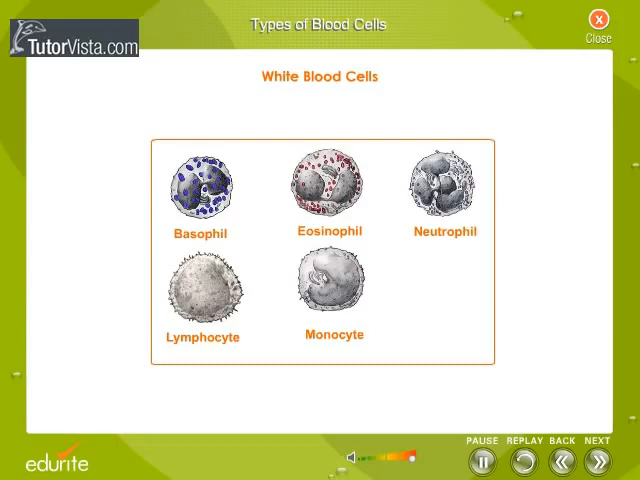 Types of Blood Cells
X
Close
TutorVista.com
White Blood Cells
Basophil
Eosinophil
Neutrophil
Lymphocyte
Monocyte
PAUSE REPLAY BACK NEXT
edurite